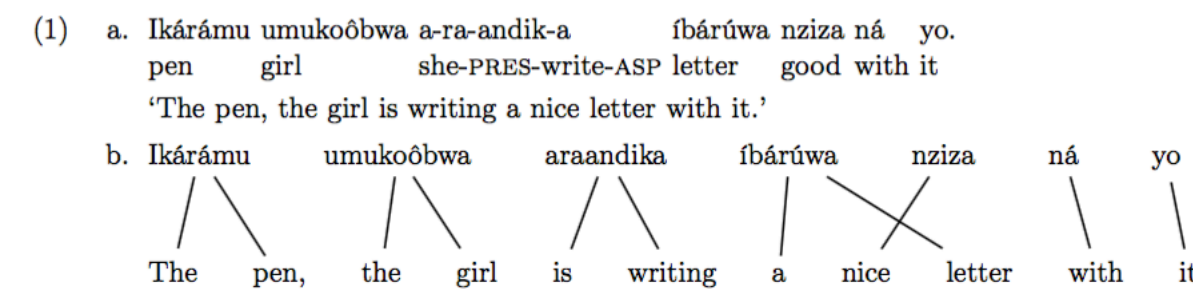 (1) a. Ikárámu umukoôbwa a-ra-andik-a íbárúwa nziza ná yo.
pen girl she-PRES-write-ASP letter good with it
‘The pen, the girl is writing a nice letter with it.’
b. Ikárámu umukoôbwa araandika íbárúwa nziza ná yo
The pen, the girl is writing a nice letter with it